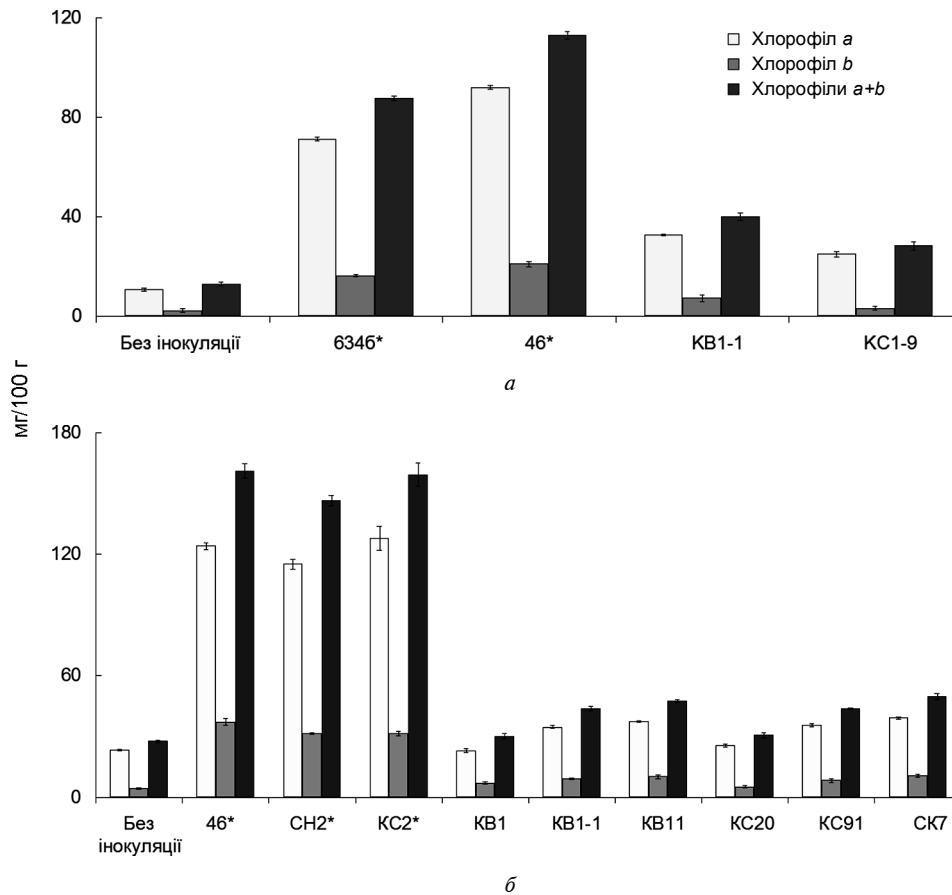 120
80
40
0
Хлорофіл a
Хлорофіл b
Хлорофіли a+b
Без інокуляції 634б* 46* КВ1-1 КС1-9
а
мг/100 г
180
120
60
0
Без інокуляції 46* СН2* КС2* КВ1 КВ1-1 КВ11 КС20 КС91 СК7
б